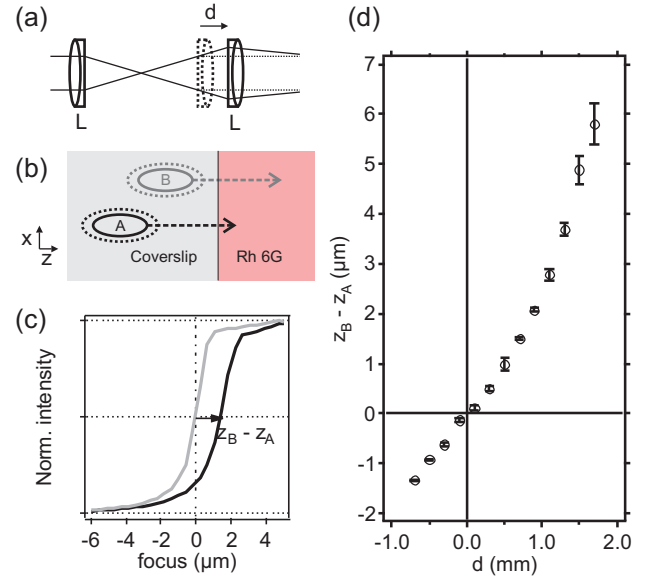 (a)
d
L
L
(b)
B
A
x
z
Coverslip
Rh 6G
(c)
Norm. intensity
z_B - z_A
-6
-4
-2
0
2
4
focus (μm)
(d)
z_B - z_A (μm)
7
6
5
4
3
2
1
0
-1
-2
-1.0
0.0
1.0
2.0
d (mm)